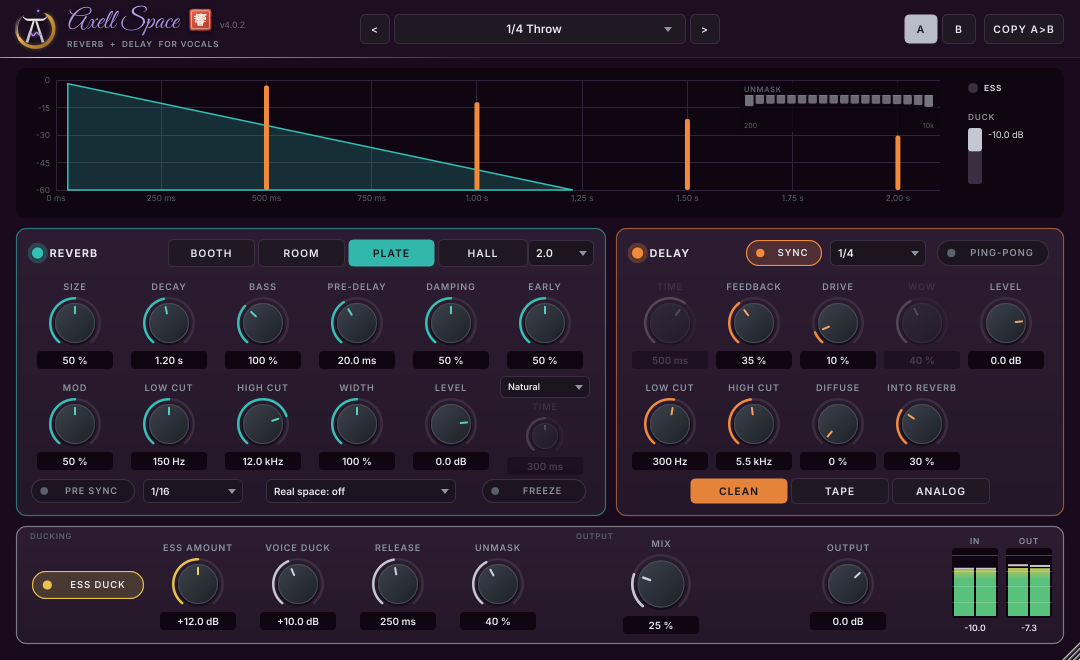 Axell Space v4.0.2
REVERB + DELAY FOR VOCALS
< 1/4 Throw >
A B COPY A>B
0
-15
-30
-45
-60
0 ms 250 ms 500 ms 750 ms 1.00 s 1.25 s 1.50 s 1.75 s 2.00 s
UNMASK
200 10k
ESS
DUCK
-10.0 dB
REVERB BOOTH ROOM PLATE HALL 2.0
SIZE DECAY BASS PRE-DELAY DAMPING EARLY
50 % 1.20 s 100 % 20.0 ms 50 % 50 %
MOD LOW CUT HIGH CUT WIDTH LEVEL Natural
TIME
50 % 150 Hz 12.0 kHz 100 % 0.0 dB 300 ms
PRE SYNC 1/16 Real space: off FREEZE
DELAY SYNC 1/4 PING-PONG
TIME FEEDBACK DRIVE WOW LEVEL
500 ms 35 % 10 % 40 % 0.0 dB
LOW CUT HIGH CUT DIFFUSE INTO REVERB
300 Hz 5.5 kHz 0 % 30 %
CLEAN TAPE ANALOG
DUCKING
ESS DUCK
ESS AMOUNT VOICE DUCK RELEASE UNMASK
+12.0 dB +10.0 dB 250 ms 40 %
OUTPUT
MIX OUTPUT IN OUT
25 % 0.0 dB -10.0 -7.3